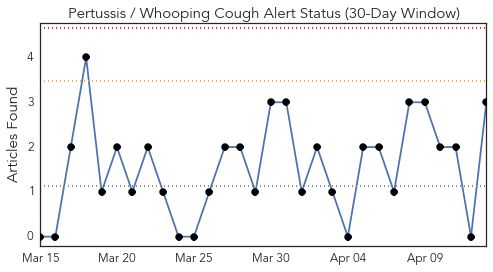 Pertussis / Whooping Cough Alert Status (30-Day Window)
Articles Found
4
3
2
1
0
Mar 15
Mar 20
Mar 25
Mar 30
Apr 04
Apr 09